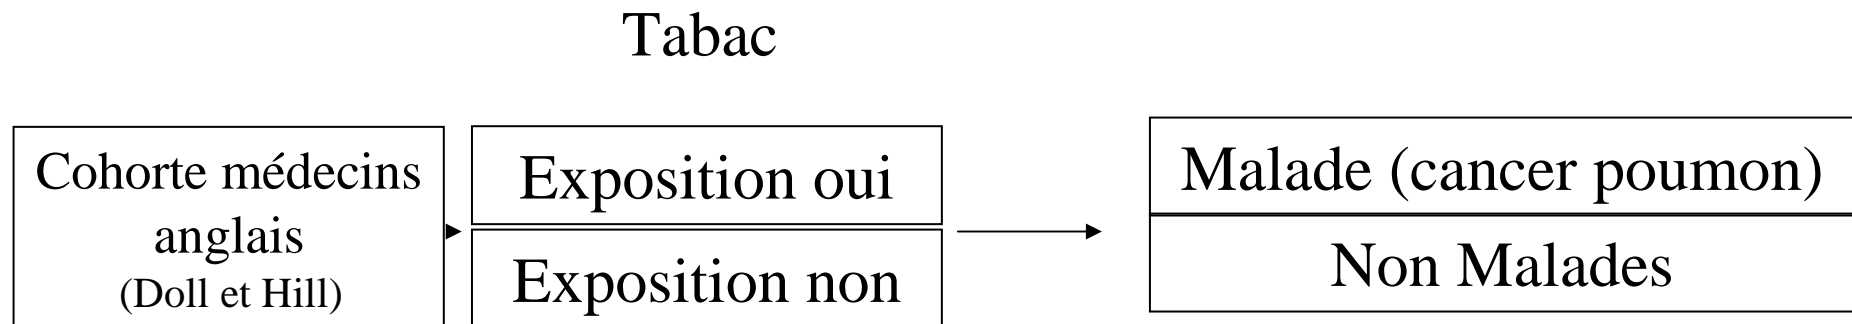 Tabac
Cohorte médecins
anglais
(Doll et Hill)
Exposition oui
Exposition non
Malade (cancer poumon)
Non Malades